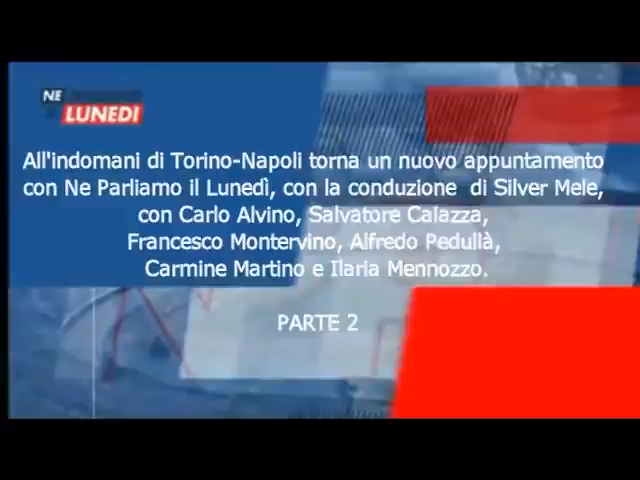 NE
LUNEDI
All'indomani di Torino-Napoli torna un nuovo appuntamento
con Ne Parliamo il Lunedì, con la conduzione  di Silver Mele,
con Carlo Alvino, Salvatore Caiazza,
Francesco Montervino, Alfredo Pedullà,
Carmine Martino e Ilaria Mennozzo.
PARTE 2